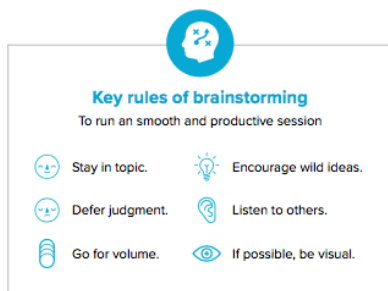 Key rules of brainstorming
To run an smooth and productive session
Stay in topic.
Encourage wild ideas.
Defer judgment.
Listen to others.
Go for volume.
If possible, be visual.